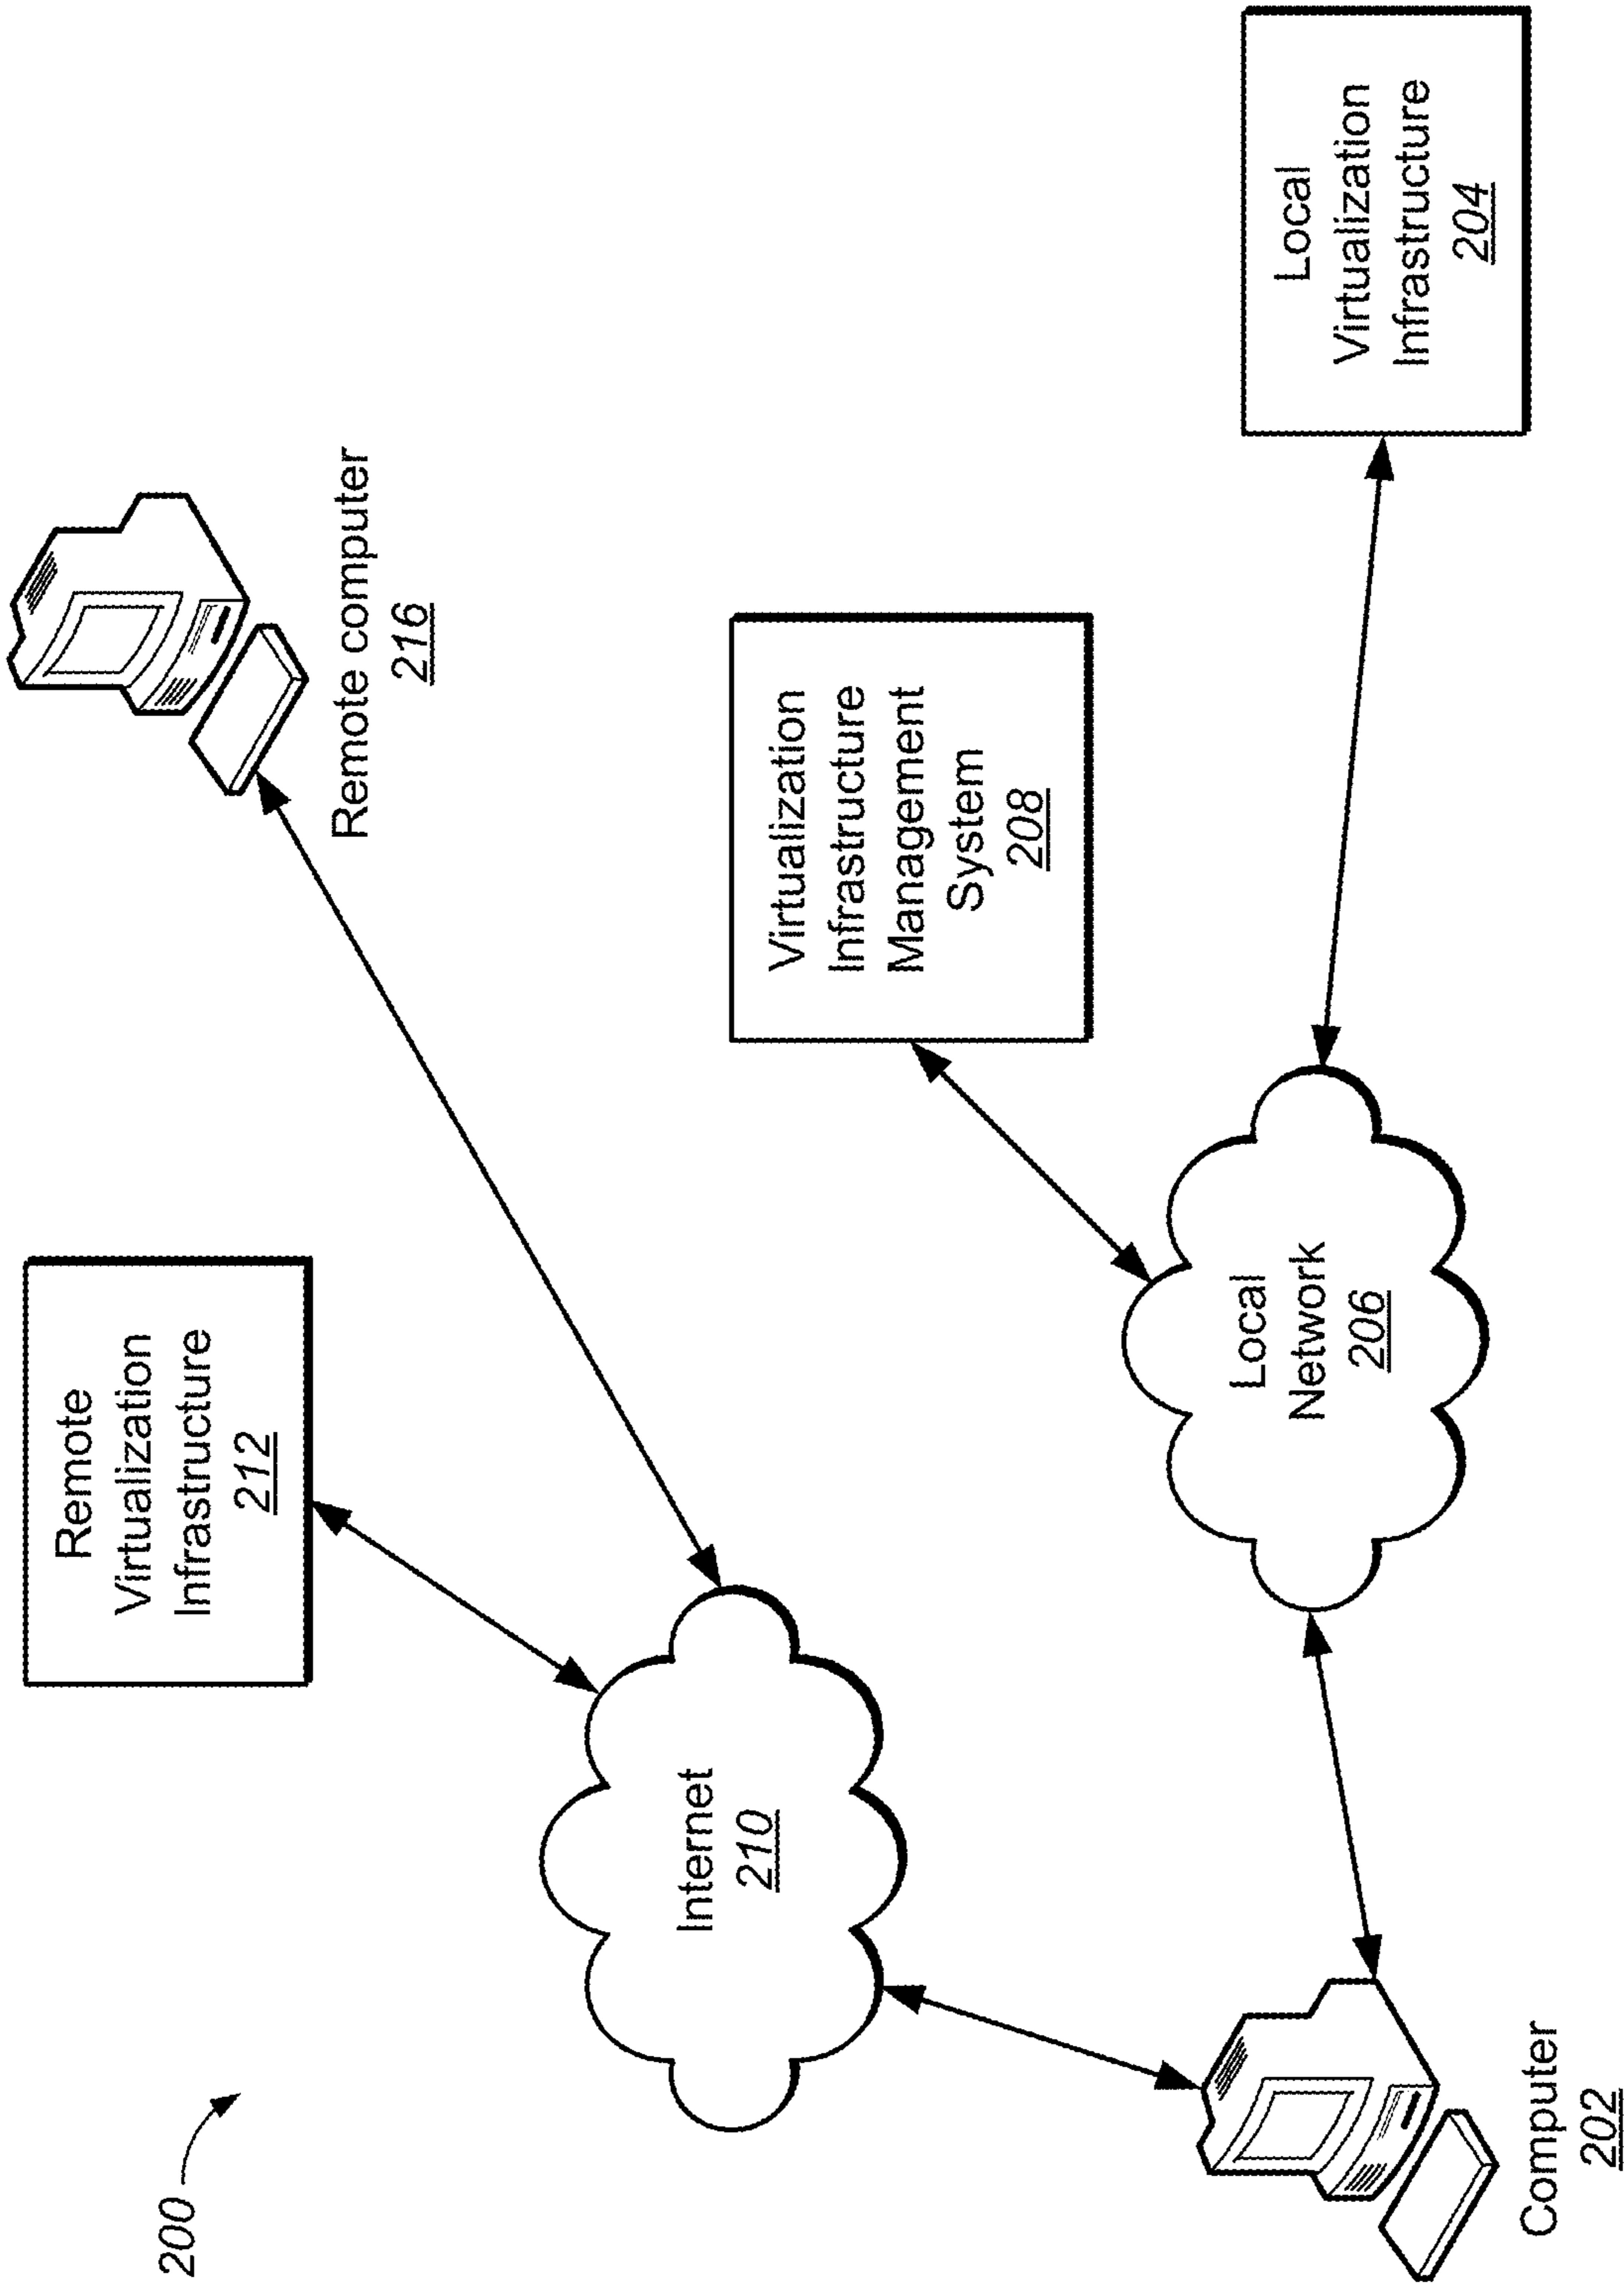 200
Remote
Virtualization
Infrastructure
212
Remote computer
216
Internet
210
Virtualization
Infrastructure
Management
System
208
Local
Network
206
Local
Virtualization
Infrastructure
204
Computer
202